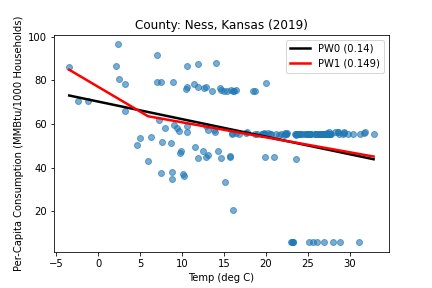 County: Ness, Kansas (2019)
Per-Capita Consumption (MMBtu/1000 Households)
100
80
60
40
20
PW0 (0.14)
PW1 (0.149)
−5 0 5 10 15 20 25 30
Temp (deg C)